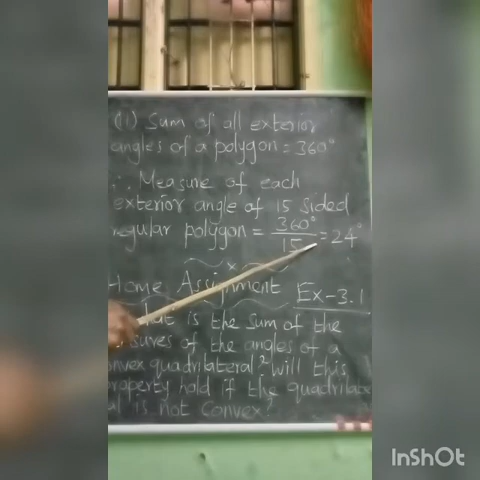 (ii) Sum of all exterior
angles of a polygon = 360°
∴ Measure of each
exterior angle of 15 sided
regular polygon = 360°/15 = 24°
x
Home Assignment Ex-3.1
is the sum of the
of the angles of a
quadrilateral? will this
property hold if the
is not convex?
InShOt